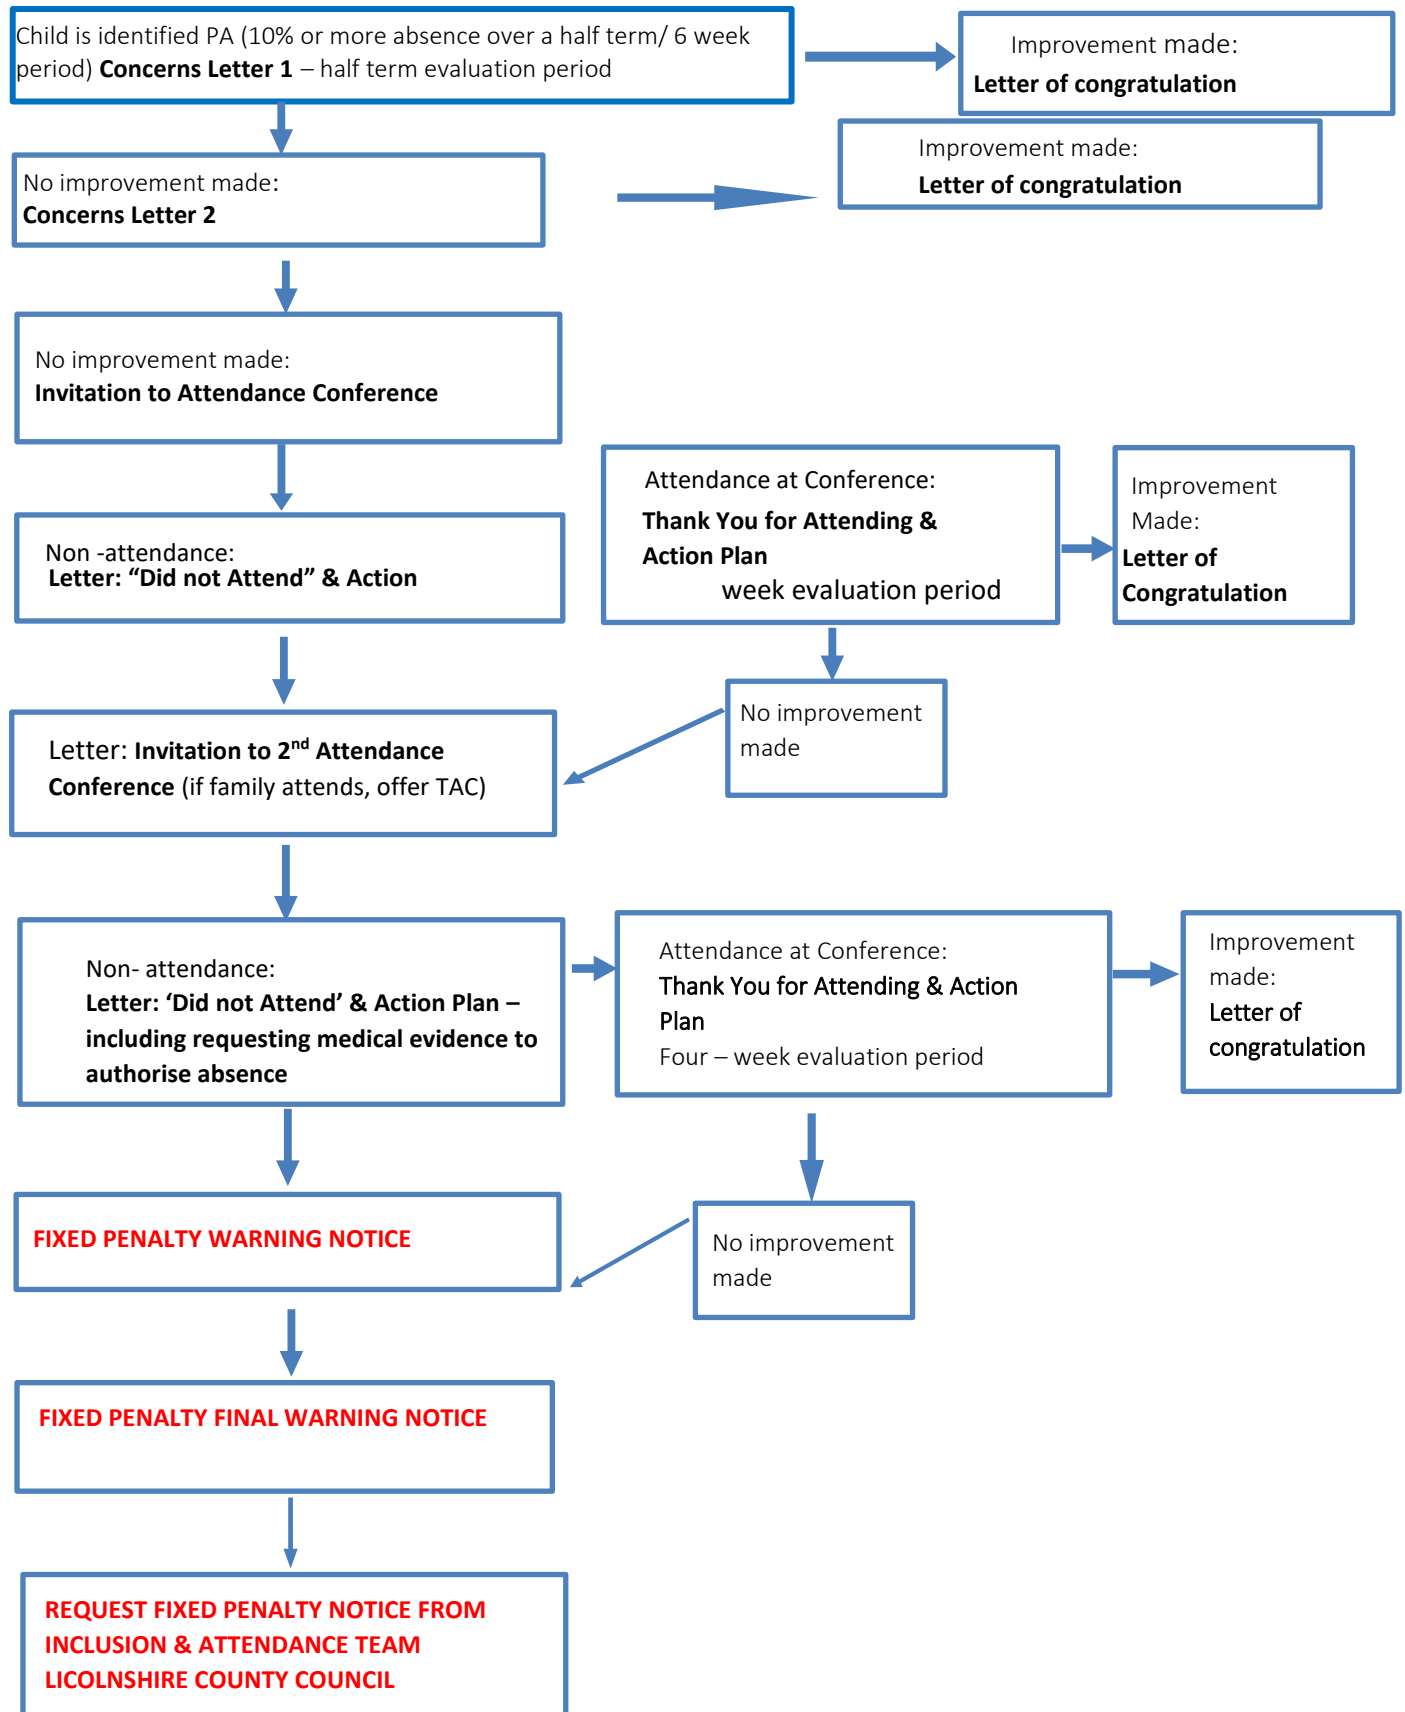 Child is identified PA (10% or more absence over a half term/ 6 week
period) Concerns Letter 1 – half term evaluation period
Improvement made:
Letter of congratulation
No improvement made:
Concerns Letter 2
Improvement made:
Letter of congratulation
No improvement made:
Invitation to Attendance Conference
Non -attendance:
Letter: “Did not Attend” & Action
Attendance at Conference:
Thank You for Attending &
Action Plan
week evaluation period
Improvement
Made:
Letter of
Congratulation
No improvement
made
Letter: Invitation to 2nd Attendance
Conference (if family attends, offer TAC)
Non- attendance:
Letter: ‘Did not Attend’ & Action Plan –
including requesting medical evidence to
authorise absence
Attendance at Conference:
Thank You for Attending & Action
Plan
Four – week evaluation period
Improvement
made:
Letter of
congratulation
FIXED PENALTY WARNING NOTICE
No improvement
made
FIXED PENALTY FINAL WARNING NOTICE
REQUEST FIXED PENALTY NOTICE FROM
INCLUSION & ATTENDANCE TEAM
LICOLNSHIRE COUNTY COUNCIL